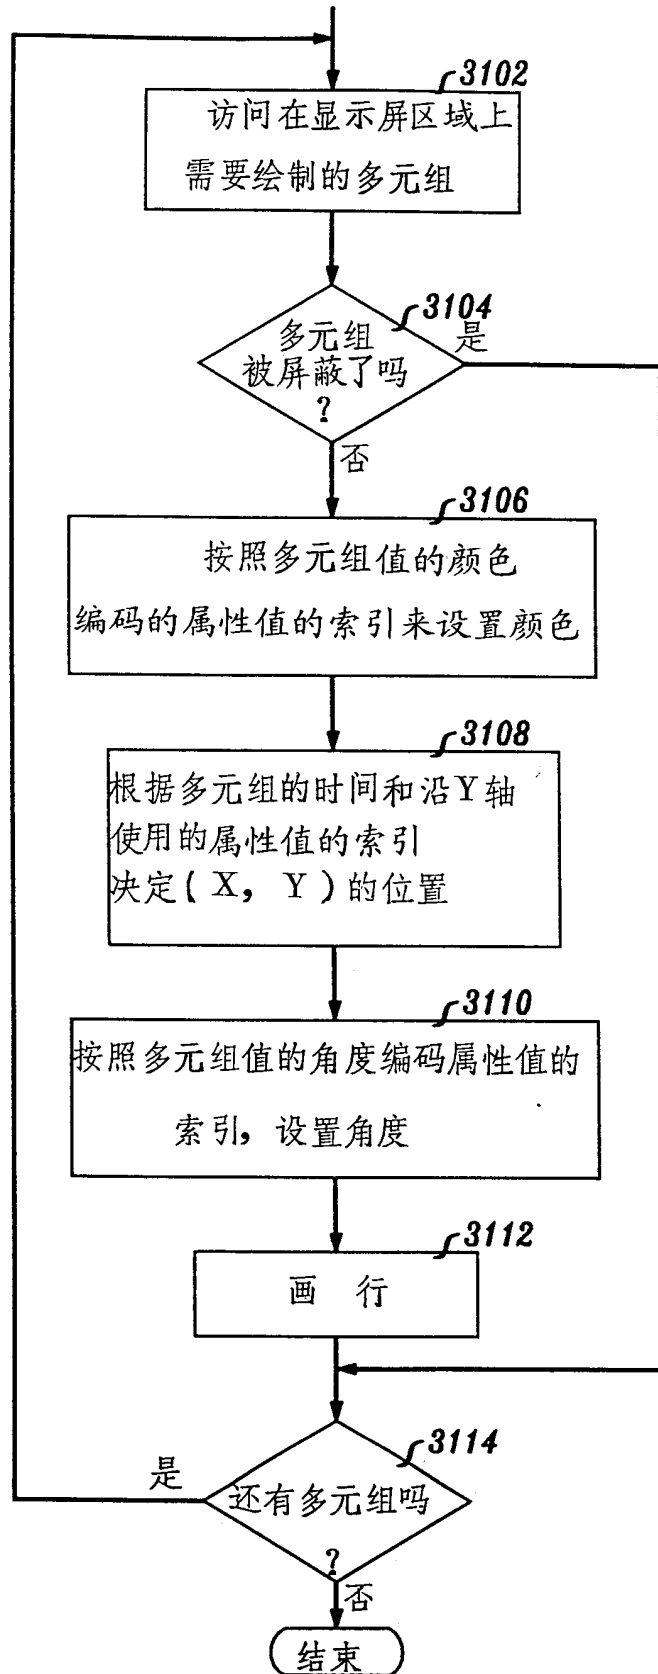 3102
访问在显示屏区域上
需要绘制的多元组
3104
多元组
被屏蔽了吗
?
是
否
3106
按照多元组值的颜色
编码的属性值的索引来设置颜色
3108
根据多元组的时间和沿Y轴
使用的属性值的索引
决定(X, Y)的位置
3110
按照多元组值的角度编码属性值的
索引,设置角度
3112
画 行
3114
是
还有多元组吗
?
否
结束